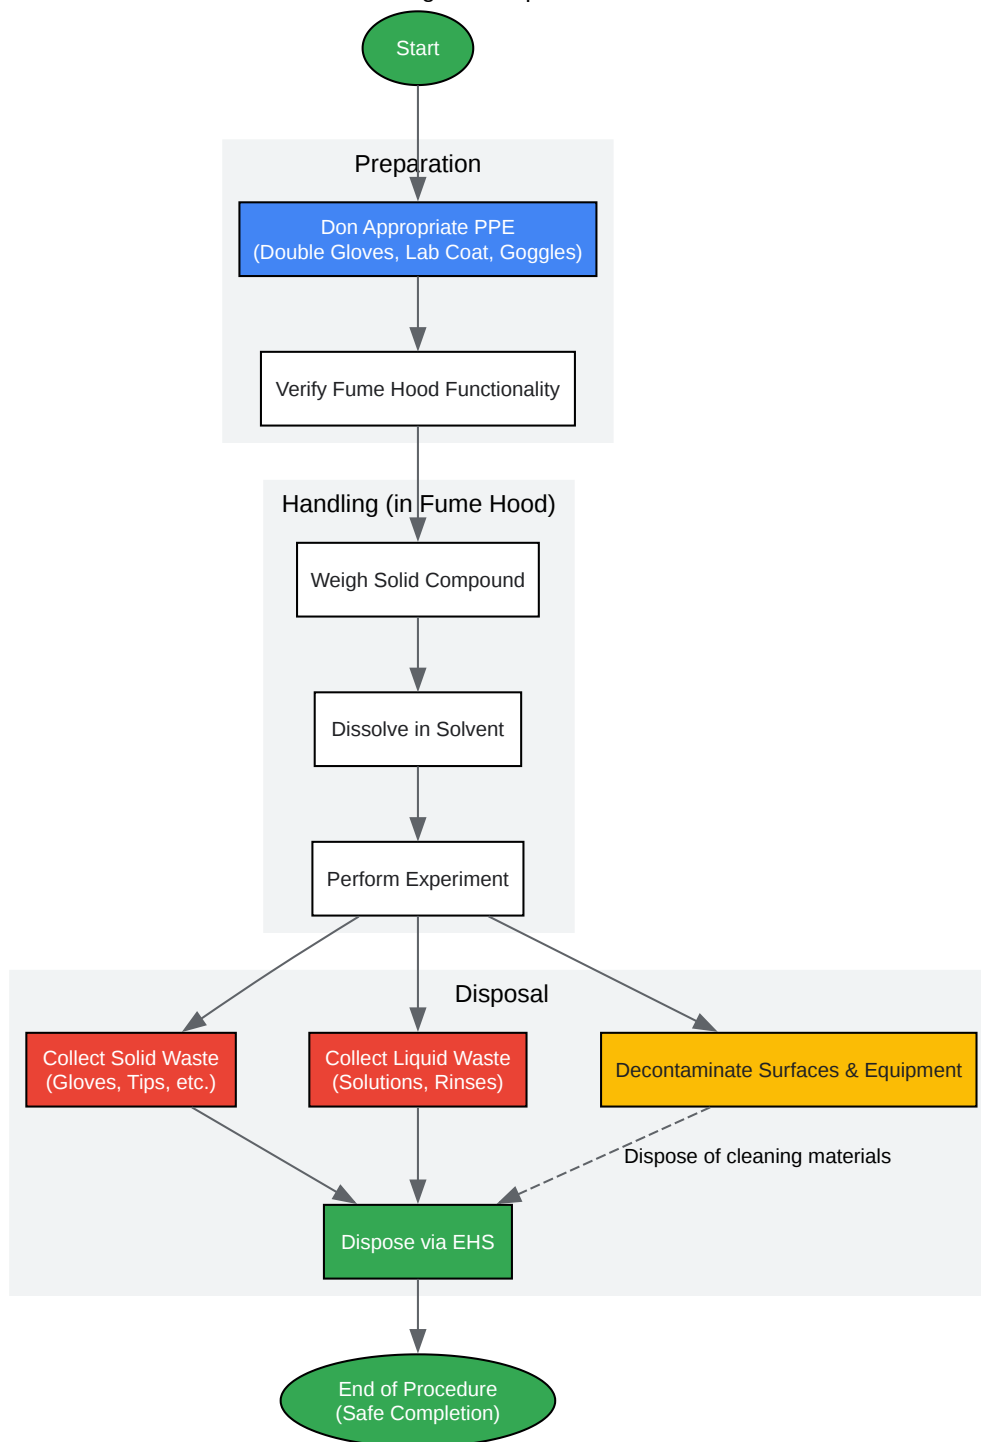 Start
Preparation
Don Appropriate PPE
(Double Gloves, Lab Coat, Goggles)
Verify Fume Hood Functionality
Handling (in Fume Hood)
Weigh Solid Compound
Dissolve in Solvent
Perform Experiment
Disposal
Collect Solid Waste
(Gloves, Tips, etc.)
Collect Liquid Waste
(Solutions, Rinses)
Decontaminate Surfaces & Equipment
Dispose of cleaning materials
Dispose via EHS
End of Procedure
(Safe Completion)